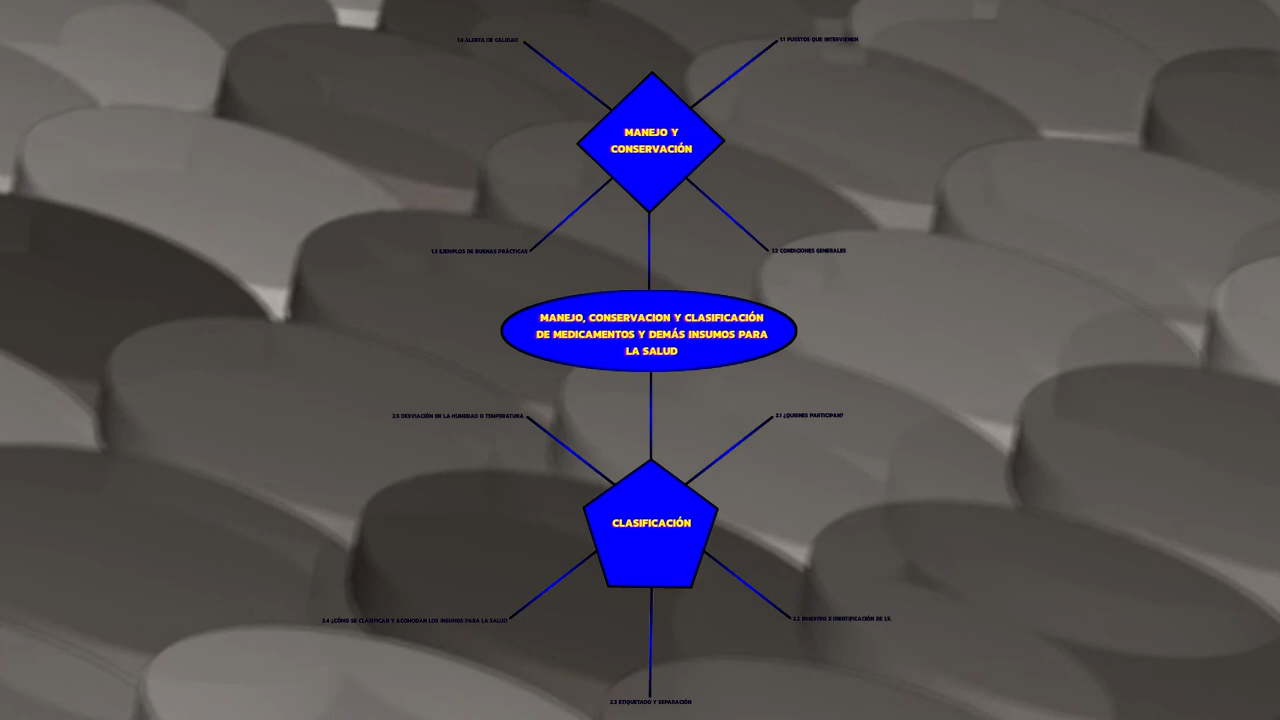 1.4 ALERTA DE CALIDAD
1.1 PUESTOS QUE INTERVIENEN
MANEJO Y
CONSERVACIÓN
1.3 EJEMPLOS DE BUENAS PRÁCTICAS
1.2 CONDICIONES GENERALES
MANEJO, CONSERVACION Y CLASIFICACIÓN
DE MEDICAMENTOS Y DEMÁS INSUMOS PARA
LA SALUD
2.5 DESVIACIÓN EN LA HUMEDAD O TEMPERATURA
2.1 ¿QUIENES PARTICIPAN?
CLASIFICACIÓN
2.4 ¿CÓMO SE CLASIFICAN Y ACOMODAN LOS INSUMOS PARA LA SALUD
2.2 REGISTRO E IDENTIFICACIÓN DE I.S.
2.3 ETIQUETADO Y SEPARACIÓN